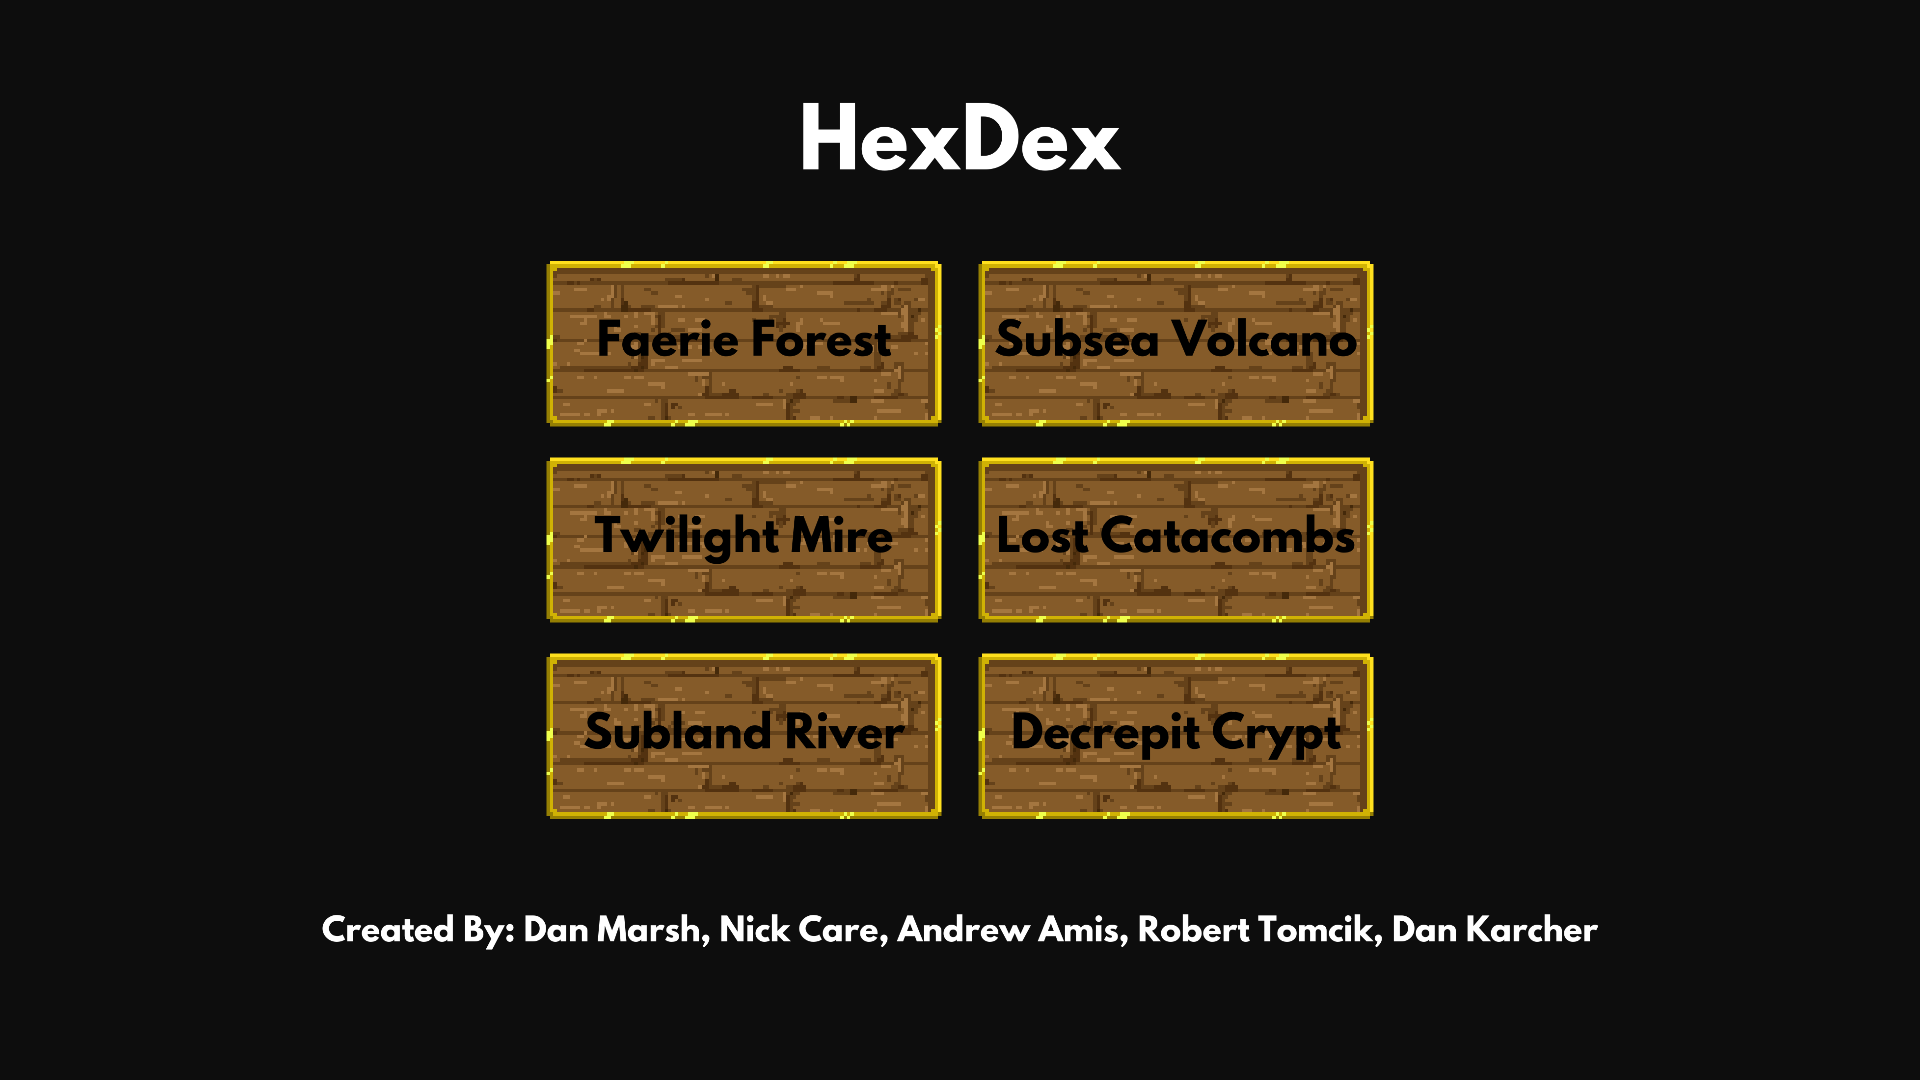 HexDex
Faerie Forest
Subsea Volcano
Twilight Mire
Lost Catacombs
Subland River
Decrepit Crypt
Created By: Dan Marsh, Nick Care, Andrew Amis, Robert Tomcik, Dan Karcher